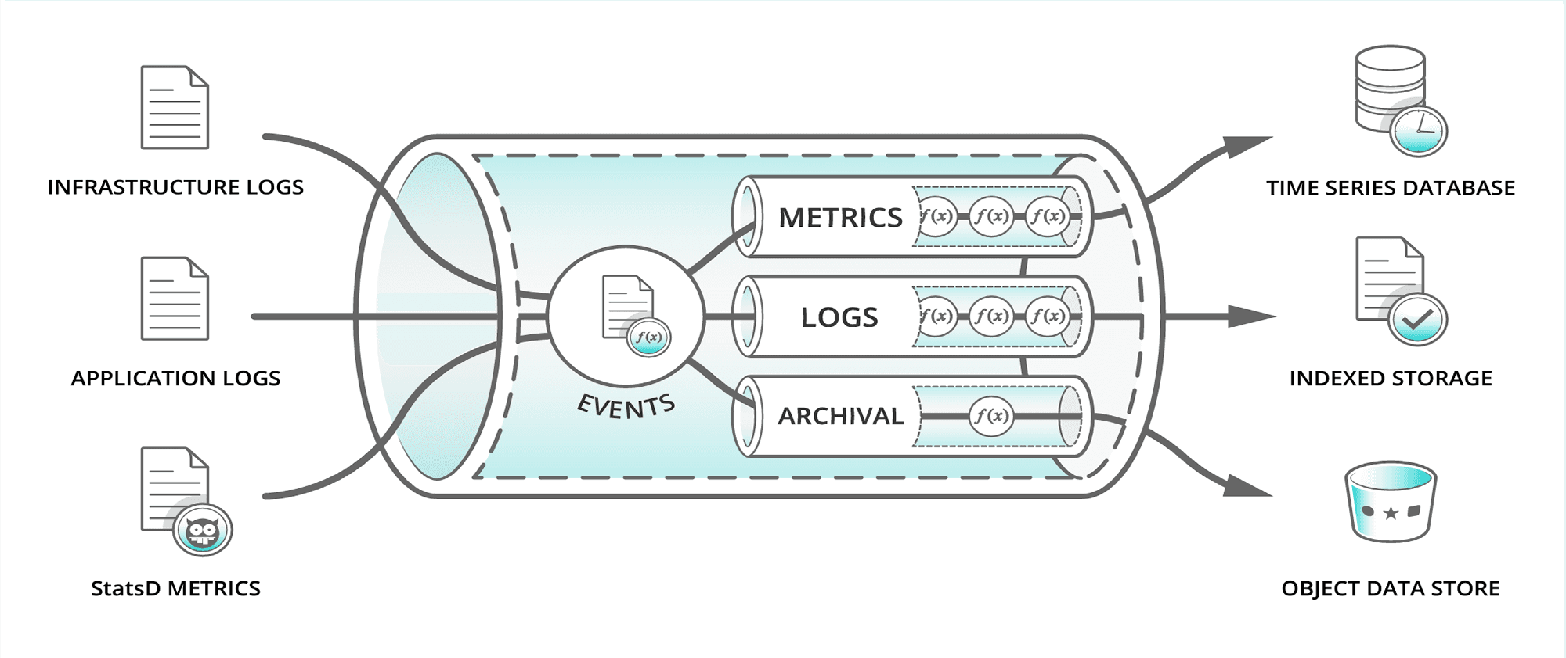 INFRASTRUCTURE LOGS
APPLICATION LOGS
StatsD METRICS
f(x)
EVENTS
METRICS f(x) f(x) f(x)
LOGS f(x) f(x) f(x)
ARCHIVAL f(x)
TIME SERIES DATABASE
INDEXED STORAGE
OBJECT DATA STORE